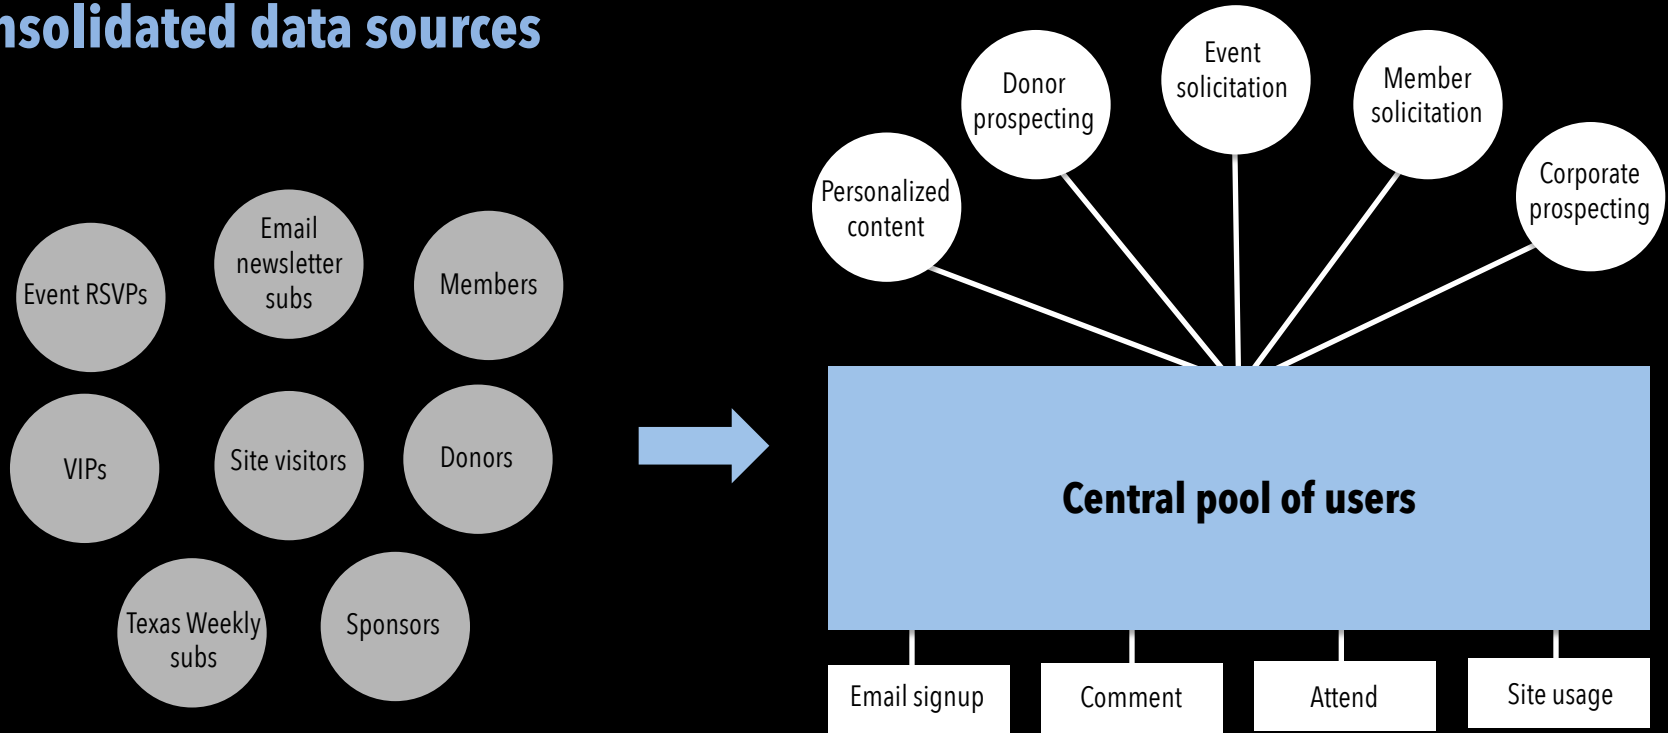 nsolidated data sources
Event
solicitation
Donor
prospecting
Member
solicitation
Personalized
content
Corporate
prospecting
Email
newsletter
subs
Event RSVPs
Members
VIPs
Site visitors
Donors
Texas Weekly
subs
Sponsors
Central pool of users
Email signup
Comment
Attend
Site usage